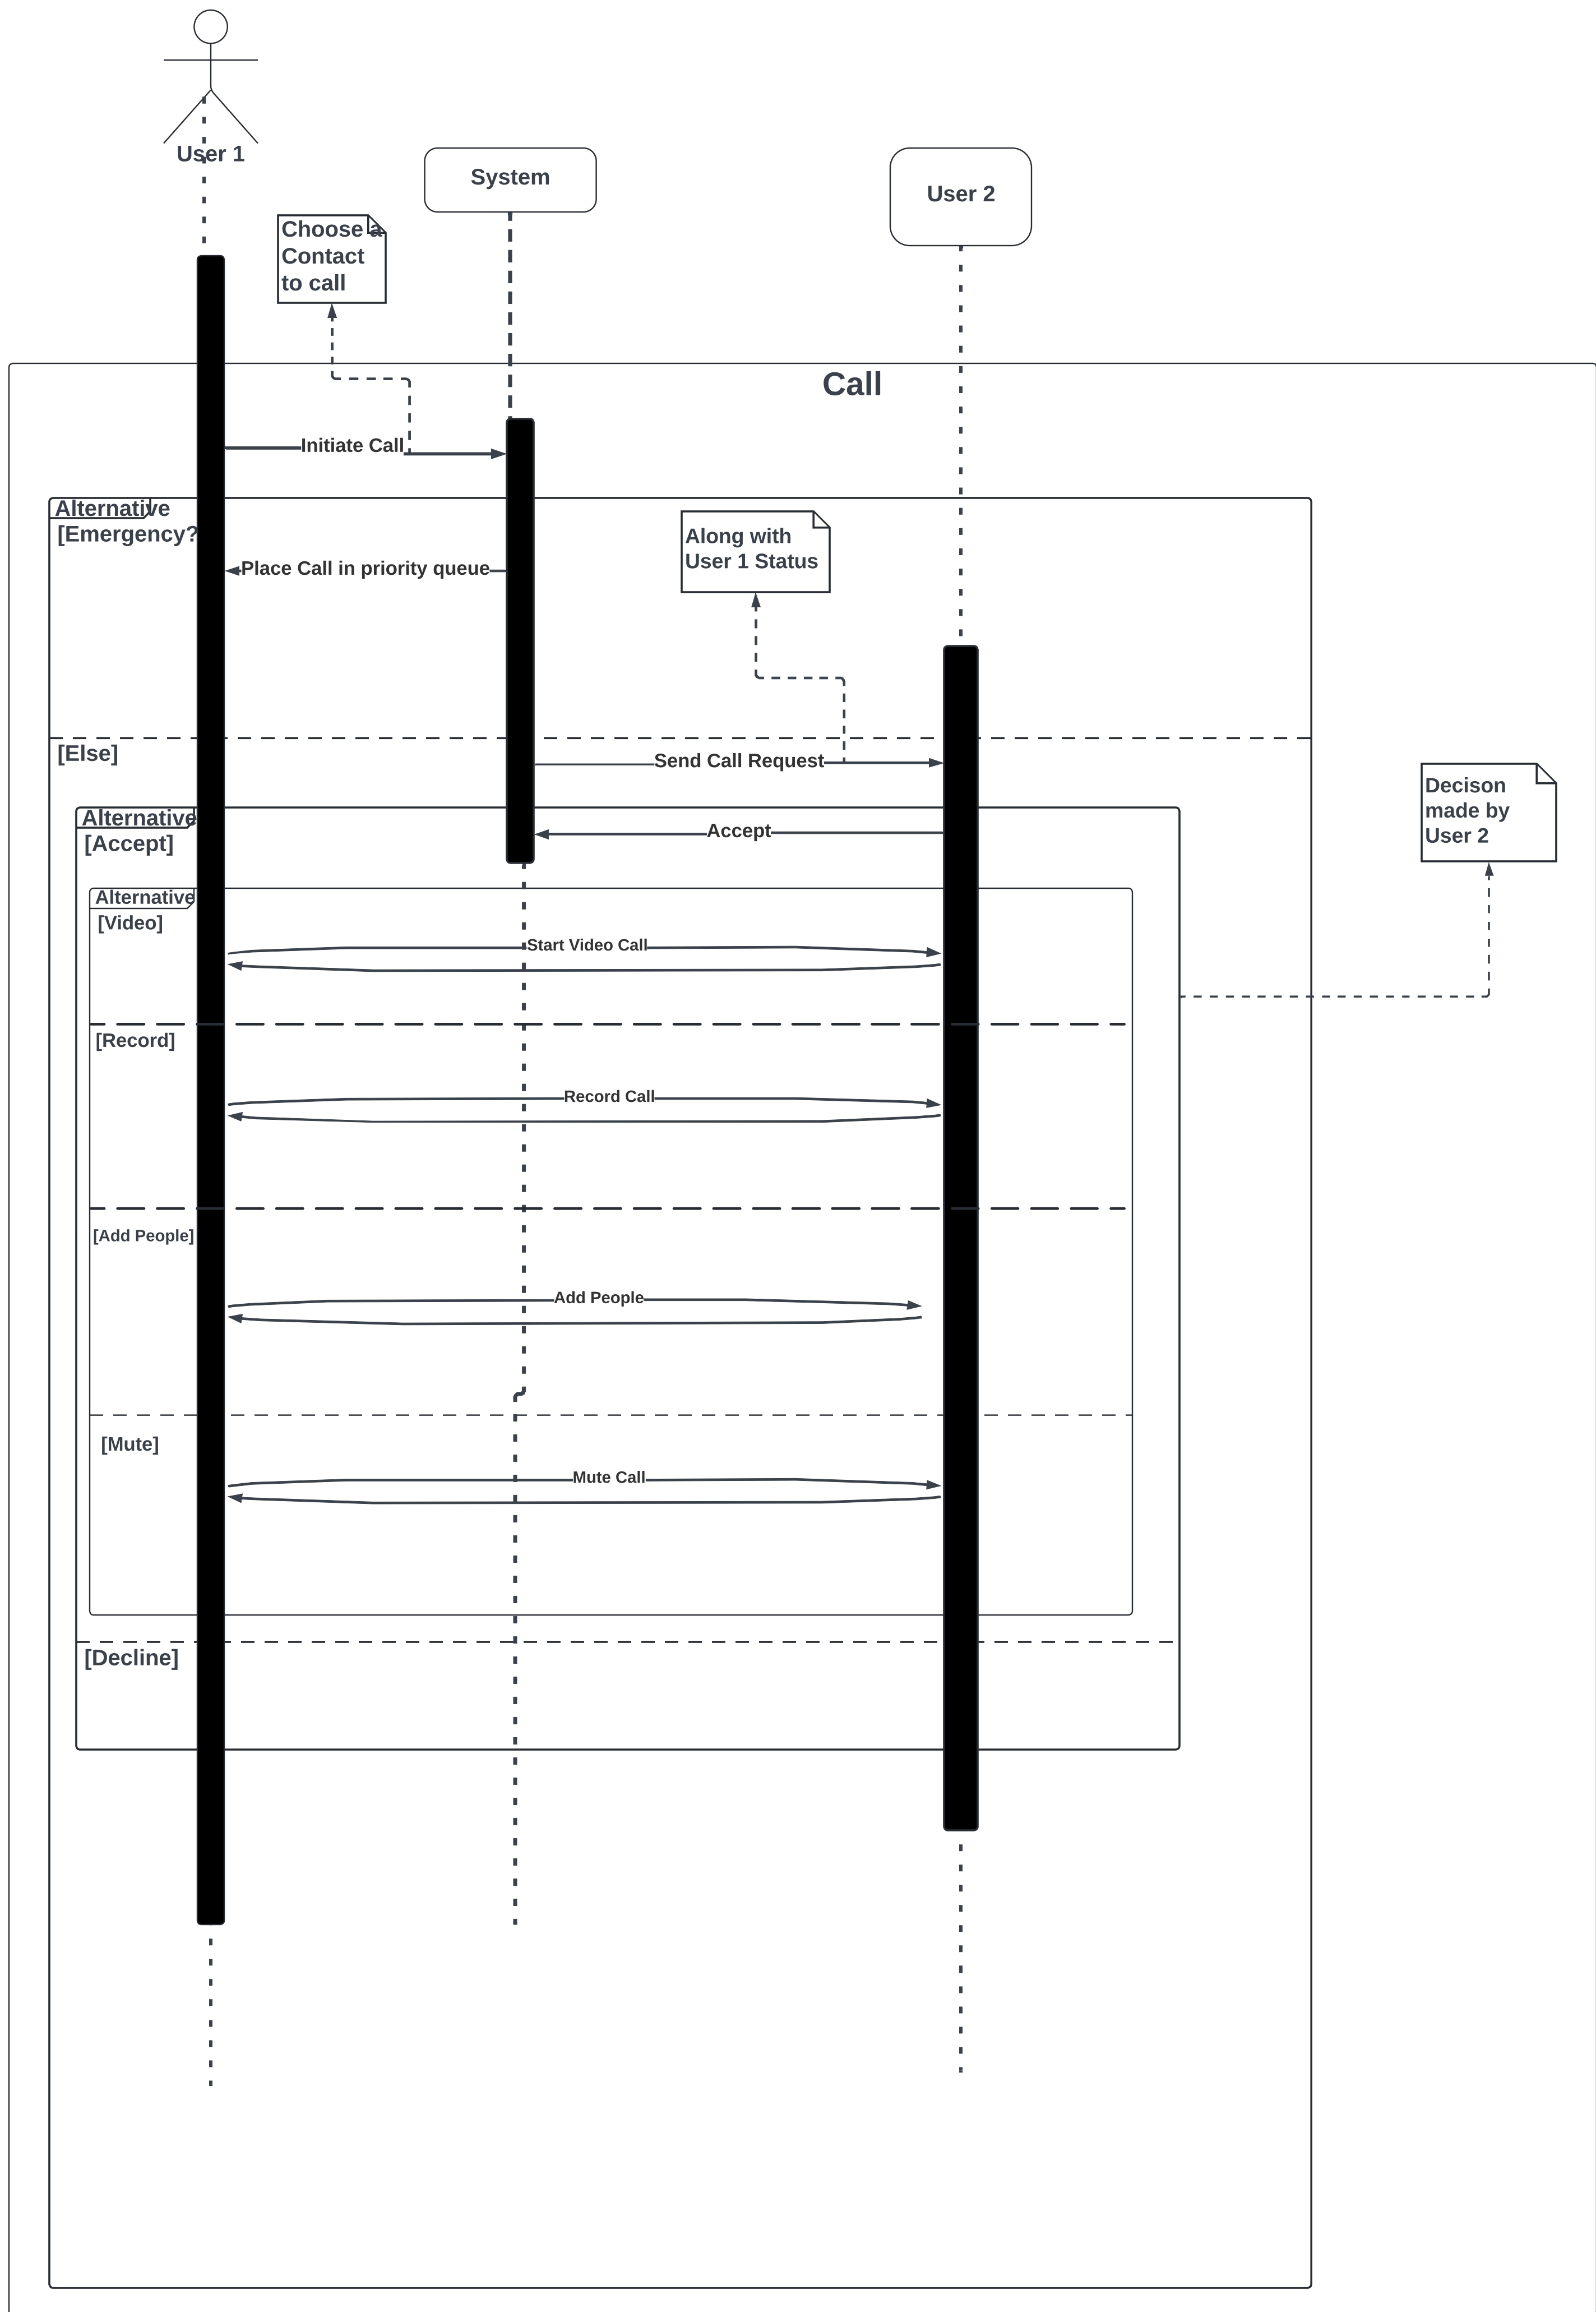 User 1
System
User 2
Choose a
Contact
to call
Call
Initiate Call
Alternative
[Emergency?
Along with
User 1 Status
Place Call in priority queue
[Else]
Send Call Request
Decison
made by
User 2
Alternative
[Accept]
Accept
Alternative
[Video]
Start Video Call
[Record]
Record Call
[Add People]
Add People
[Mute]
Mute Call
[Decline]